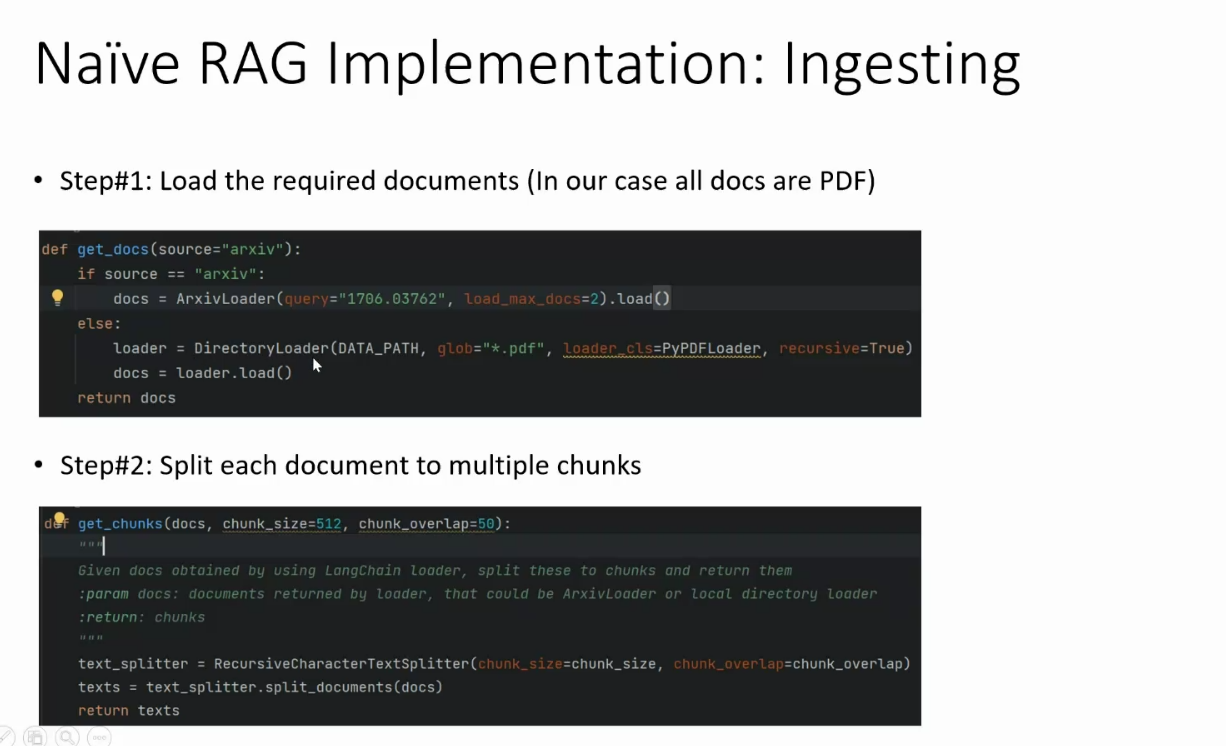 Naïve RAG Implementation: Ingesting
• Step#1: Load the required documents (In our case all docs are PDF)
def get_docs(source="arxiv"):
if source == "arxiv":
docs = ArxivLoader(query="1706.03762", load_max_docs=2).load()
else:
loader = DirectoryLoader(DATA_PATH, glob="*.pdf", loader_cls=PyPDFLoader, recursive=True)
docs = loader.load()
return docs
• Step#2: Split each document to multiple chunks
def get_chunks(docs, chunk_size=512, chunk_overlap=50):
"""
Given docs obtained by using LangChain loader, split these to chunks and return them
:param docs: documents returned by loader, that could be ArxivLoader or local directory loader
:return: chunks
"""
text_splitter = RecursiveCharacterTextSplitter(chunk_size=chunk_size, chunk_overlap=chunk_overlap)
texts = text_splitter.split_documents(docs)
return texts